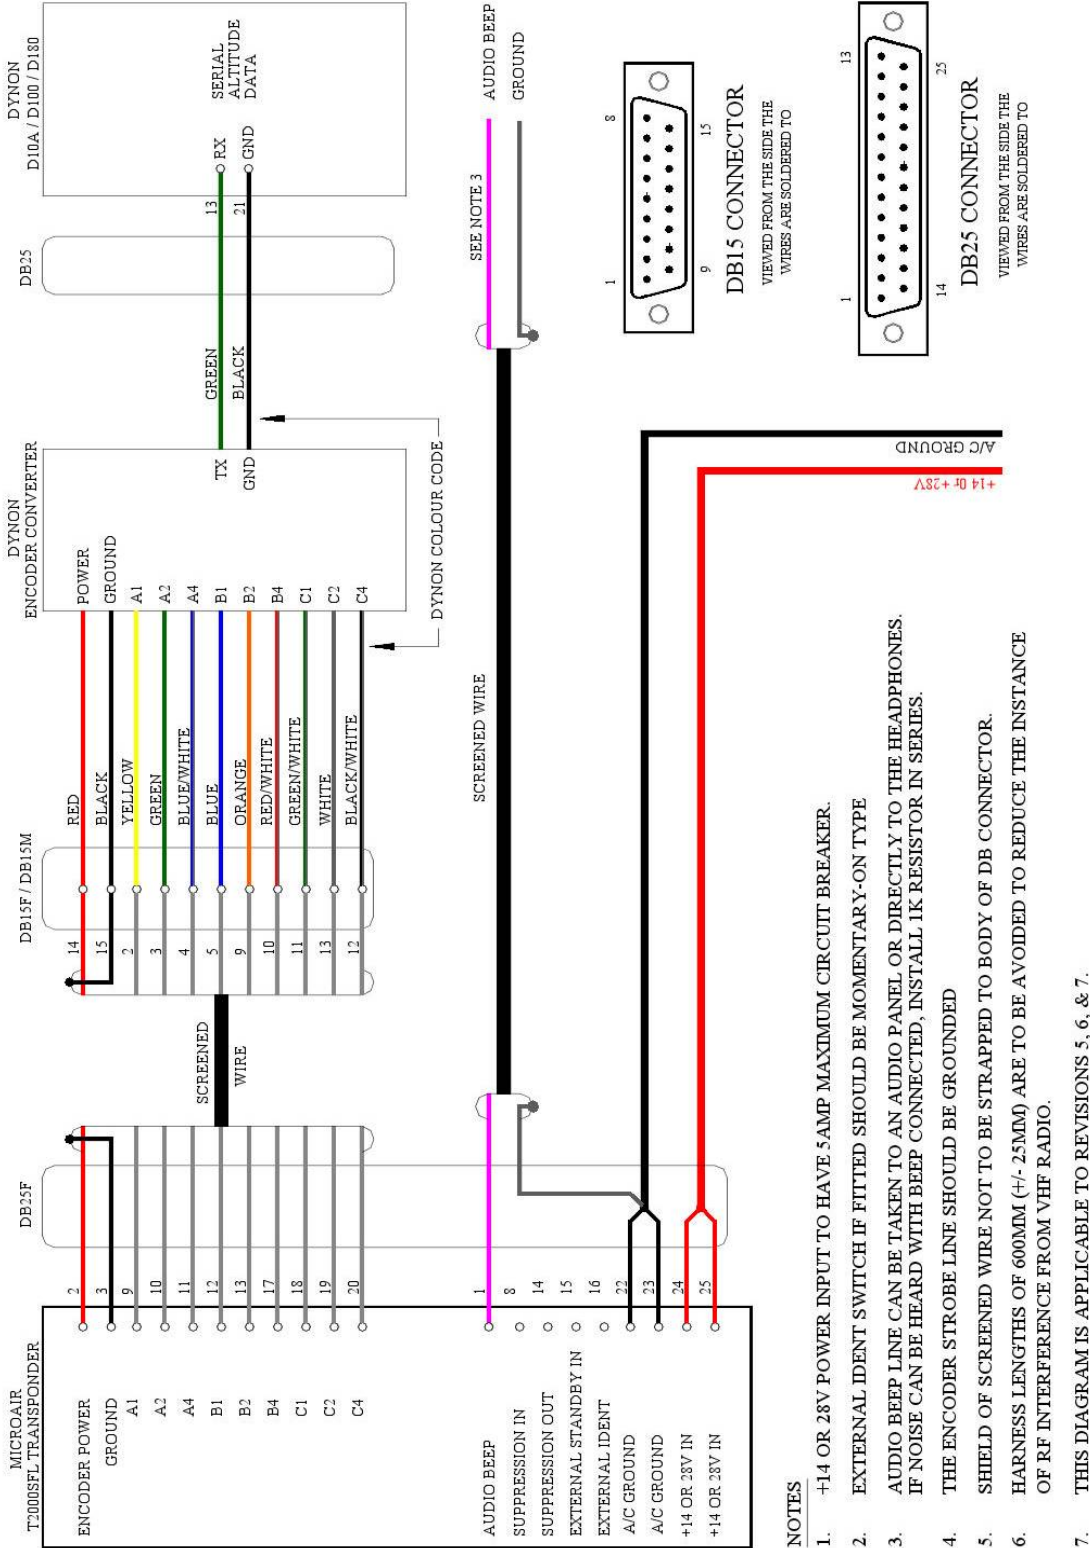 MICROAIR
T2000SFL TRANSPONDER
ENCODER POWER
GROUND
A1
A2
A4
B1
B2
B4
C1
C2
C4
AUDIO BEEP
SUPPRESSION IN
SUPPRESSION OUT
EXTERNAL STANDBY IN
EXTERNAL IDENT
A/C GROUND
A/C GROUND
+14 OR 28V IN
+14 OR 28V IN
2
3
9
10
11
12
13
17
18
19
20
1
8
14
15
16
22
23
24
25
DB25F
SCREENED
WIRE
DB15F / DB15M
14
15
2
3
4
5
9
10
11
13
12
RED
BLACK
YELLOW
GREEN
BLUE/WHITE
BLUE
ORANGE
RED/WHITE
GREEN/WHITE
WHITE
BLACK/WHITE
DYNON
ENCODER CONVERTER
POWER
GROUND
A1
A2
A4
B1
B2
B4
C1
C2
C4
TX
GND
DYNON COLOUR CODE
GREEN
BLACK
DB25
13
21
DYNON
D10A / D100 / D180
RX
GND
SERIAL
ALTITUDE
DATA
SCREENED WIRE
SEE NOTE 3
AUDIO BEEP
GROUND
A/C GROUND
+14 0r +28V
1
8
9
15
DB15 CONNECTOR
VIEWED FROM THE SIDE THE
WIRES ARE SOLDERED TO
1
13
14
25
DB25 CONNECTOR
VIEWED FROM THE SIDE THE
WIRES ARE SOLDERED TO
NOTES
1. +14 OR 28V POWER INPUT TO HAVE 5AMP MAXIMUM CIRCUIT BREAKER.
2. EXTERNAL IDENT SWITCH IF FITTED SHOULD BE MOMENTARY-ON TYPE
3. AUDIO BEEP LINE CAN BE TAKEN TO AN AUDIO PANEL OR DIRECTLY TO THE HEADPHONES.
IF NOISE CAN BE HEARD WITH BEEP CONNECTED, INSTALL 1K RESISTOR IN SERIES.
4. THE ENCODER STROBE LINE SHOULD BE GROUNDED
5. SHIELD OF SCREENED WIRE NOT TO BE STRAPPED TO BODY OF DB CONNECTOR.
6. HARNESS LENGTHS OF 600MM (+/- 25MM) ARE TO BE AVOIDED TO REDUCE THE INSTANCE
OF RF INTERFERENCE FROM VHF RADIO.
7. THIS DIAGRAM IS APPLICABLE TO REVISIONS 5, 6, & 7.